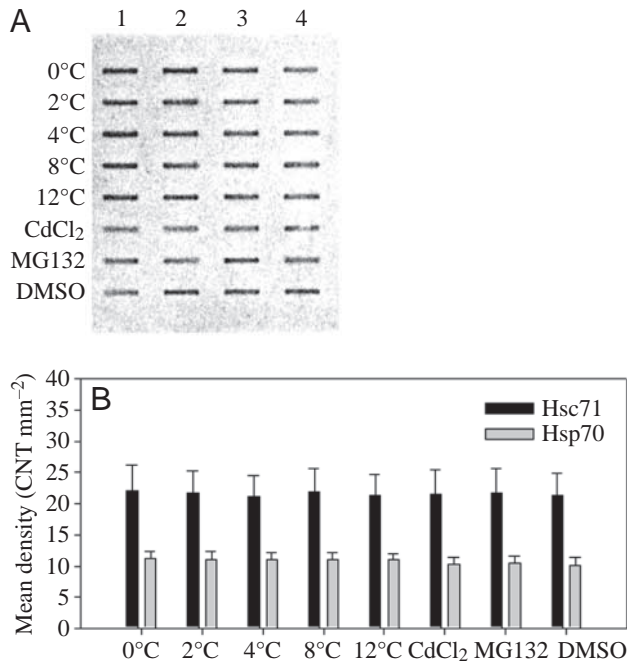 A
1 2 3 4
0°C
2°C
4°C
8°C
12°C
CdCl₂
MG132
DMSO
B
Mean density (CNT mm⁻²)
40
35
30
25
20
15
10
5
0
Hsc71
Hsp70
0°C 2°C 4°C 8°C 12°C CdCl₂ MG132 DMSO